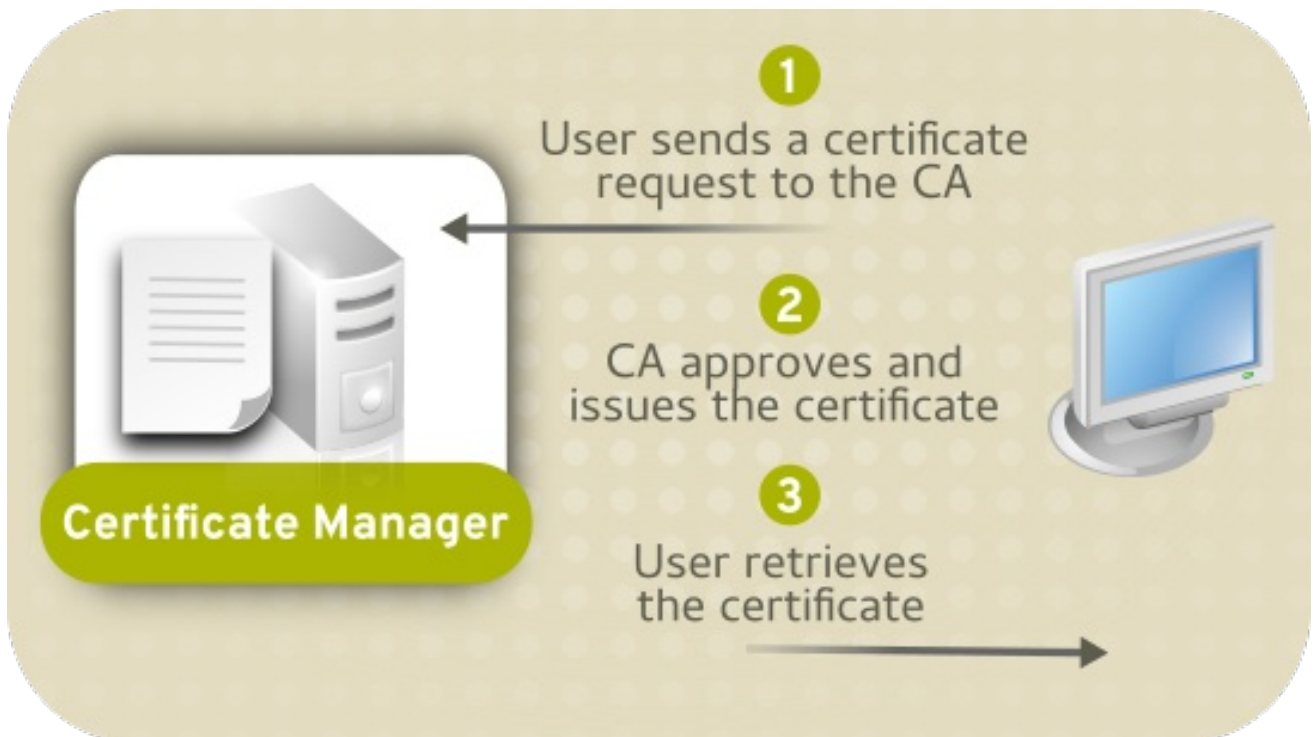 1
User sends a certificate
request to the CA
2
CA approves and
issues the certificate
Certificate Manager
3
User retrieves
the certificate